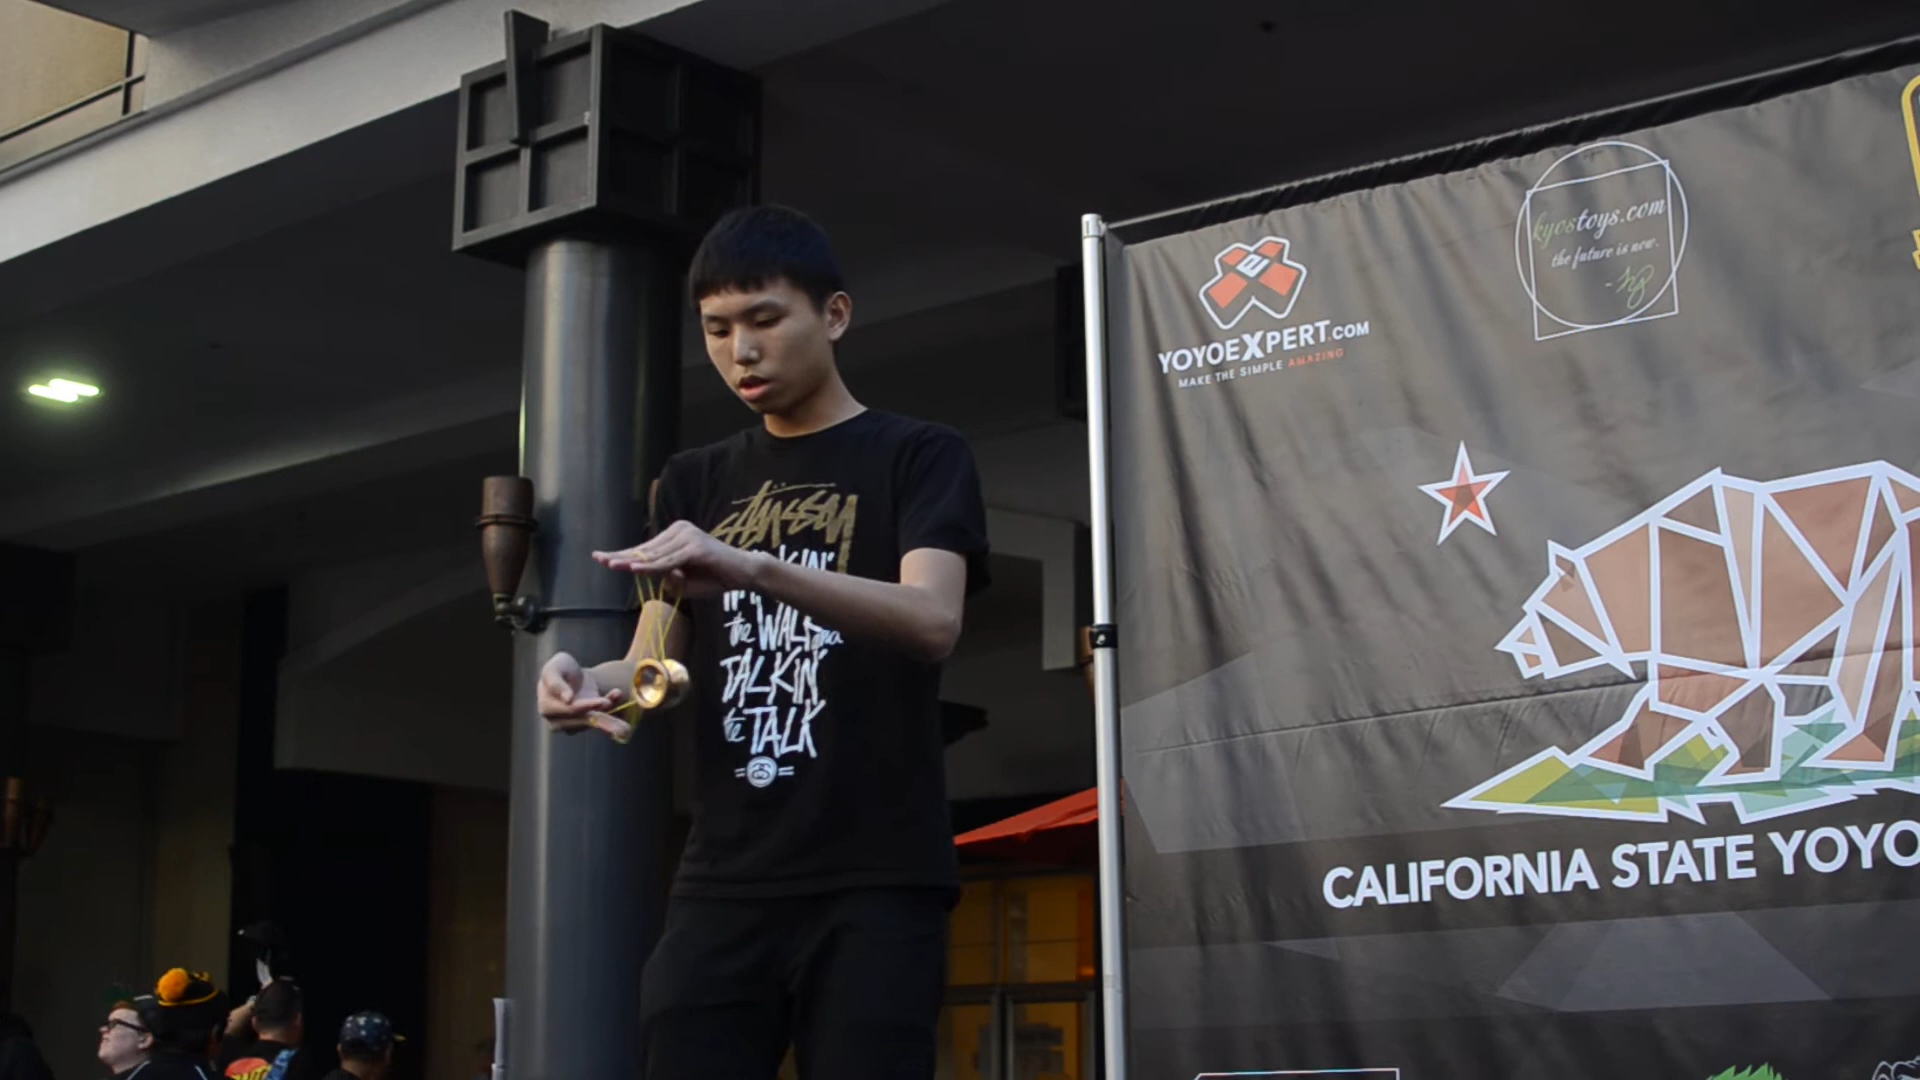 YOYOEXPERT.COM
MAKE THE SIMPLE AMAZING
kyostoys.com
the future is now.
CALIFORNIA STATE YOYO
STÜSSY
the WALK and
TALKIN'
the TALK